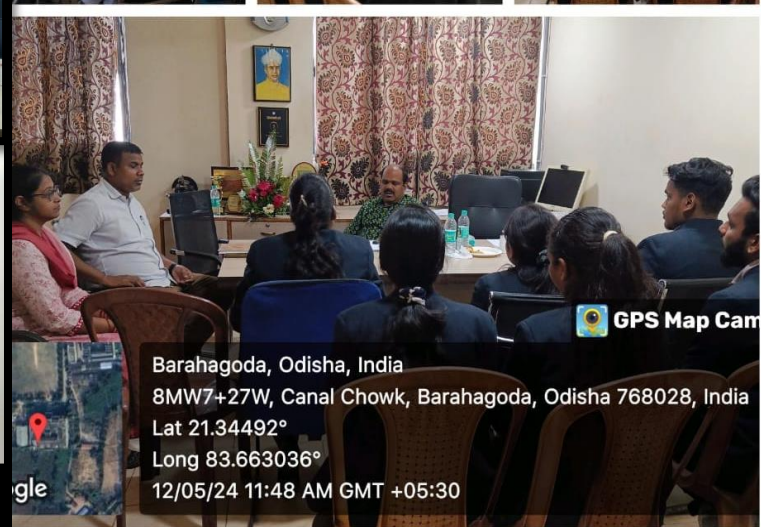 GPS Map Cam
Barahagoda, Odisha, India
8MW7+27W, Canal Chowk, Barahagoda, Odisha 768028, India
Lat 21.34492°
Long 83.663036°
12/05/24 11:48 AM GMT +05:30
gle